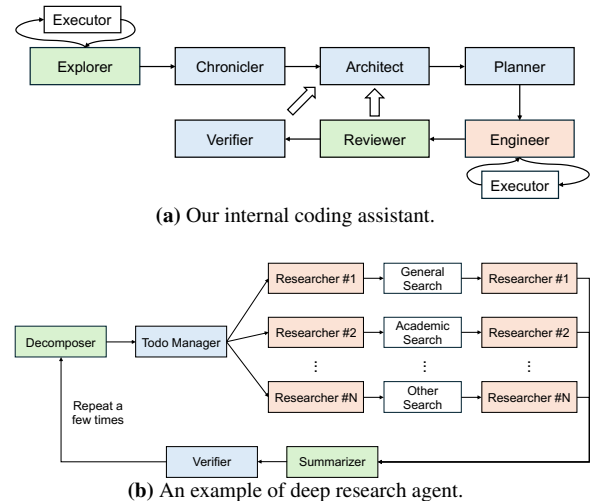 Executor
Explorer
Chronicler
Architect
Planner
Verifier
Reviewer
Engineer
Executor
(a) Our internal coding assistant.
Researcher #1
General
Search
Researcher #1
Decomposer
Todo Manager
Researcher #2
Academic
Search
Researcher #2
⋮
⋮
⋮
Researcher #N
Other
Search
Researcher #N
Repeat a
few times
Verifier
Summarizer
(b) An example of deep research agent.